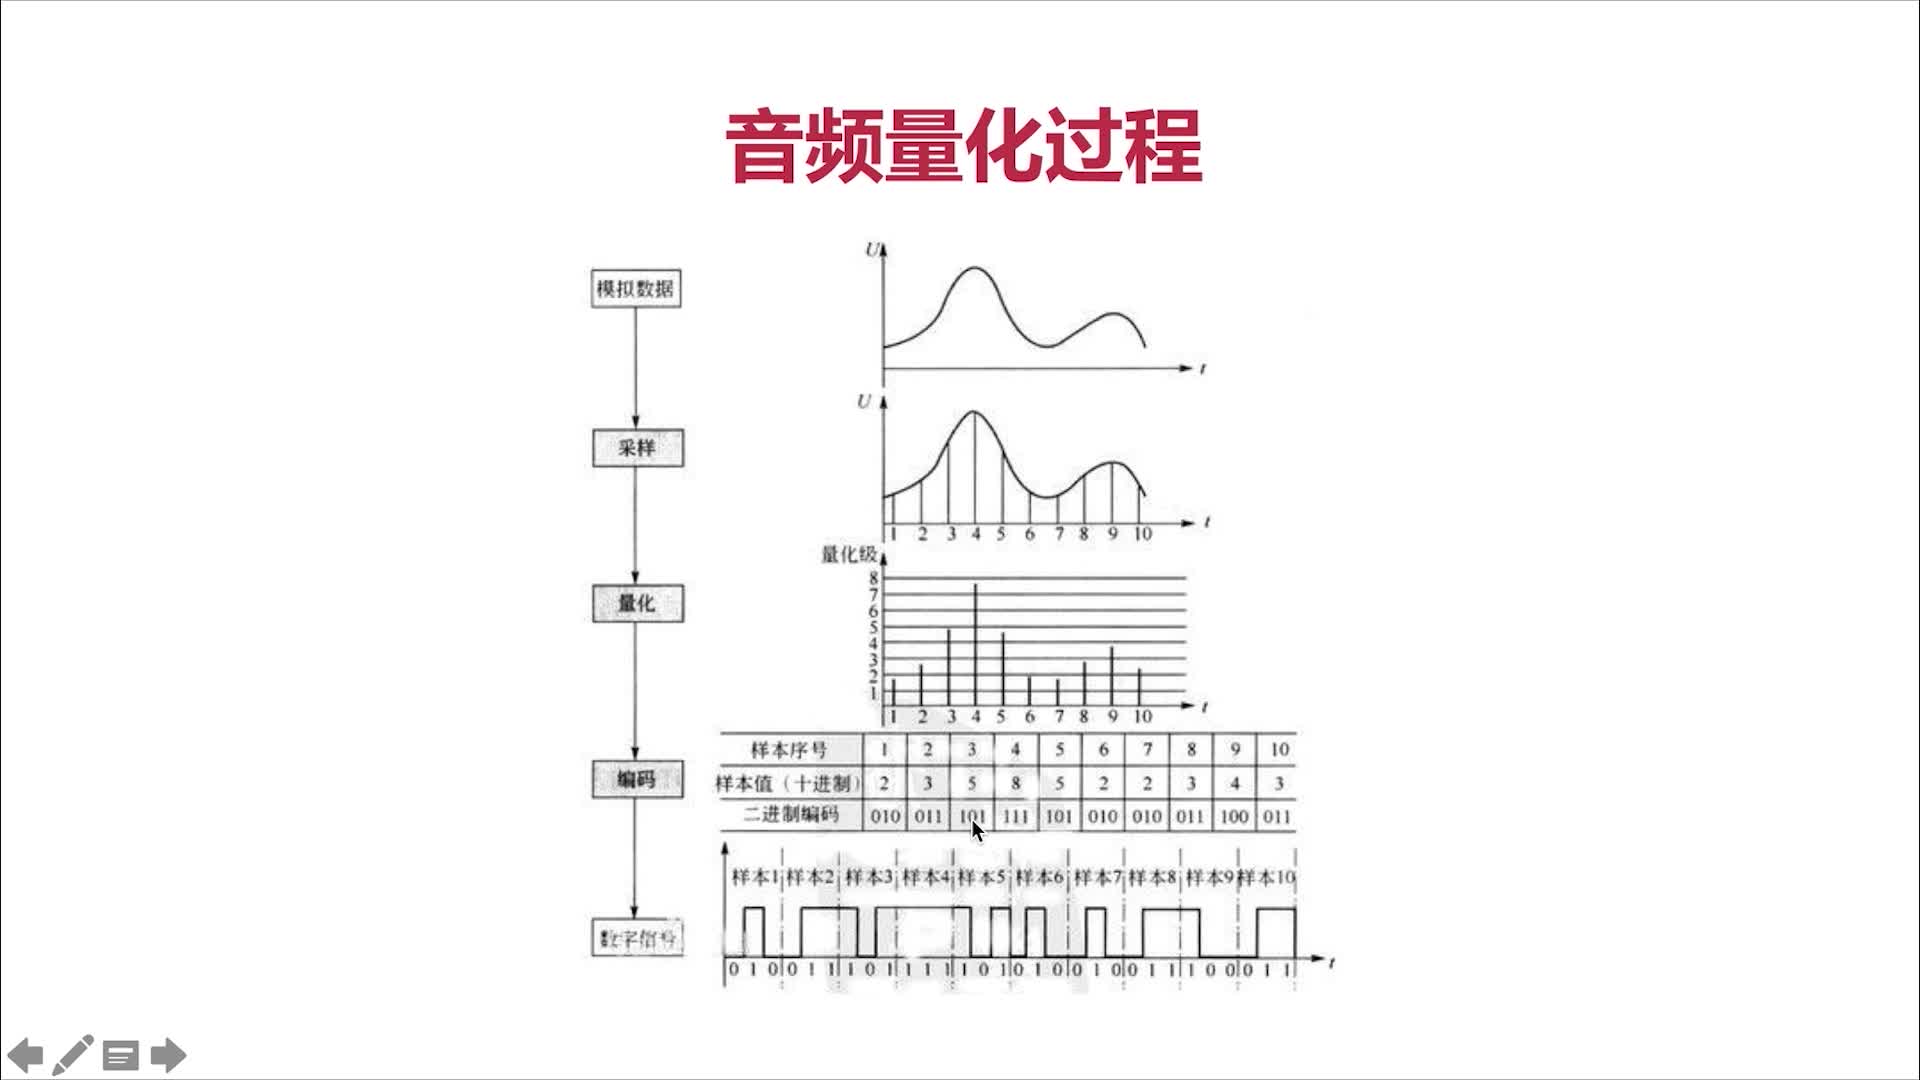 音频量化过程
模拟数据
U
t
采样
U
t
1 2 3 4 5 6 7 8 9 10
量化
量化级
8
7
6
5
4
3
2
1
t
1 2 3 4 5 6 7 8 9 10
编码
样本序号 1 2 3 4 5 6 7 8 9 10
样本值（十进制） 2 3 5 8 5 2 2 3 4 3
二进制编码 010 011 101 111 101 010 010 011 100 011
样本1 样本2 样本3 样本4 样本5 样本6 样本7 样本8 样本9 样本10
数字信号
0 1 0 0 1 1 1 0 1 1 1 1 1 0 1 0 1 0 0 1 0 0 1 1 1 0 0 0 1 1
t